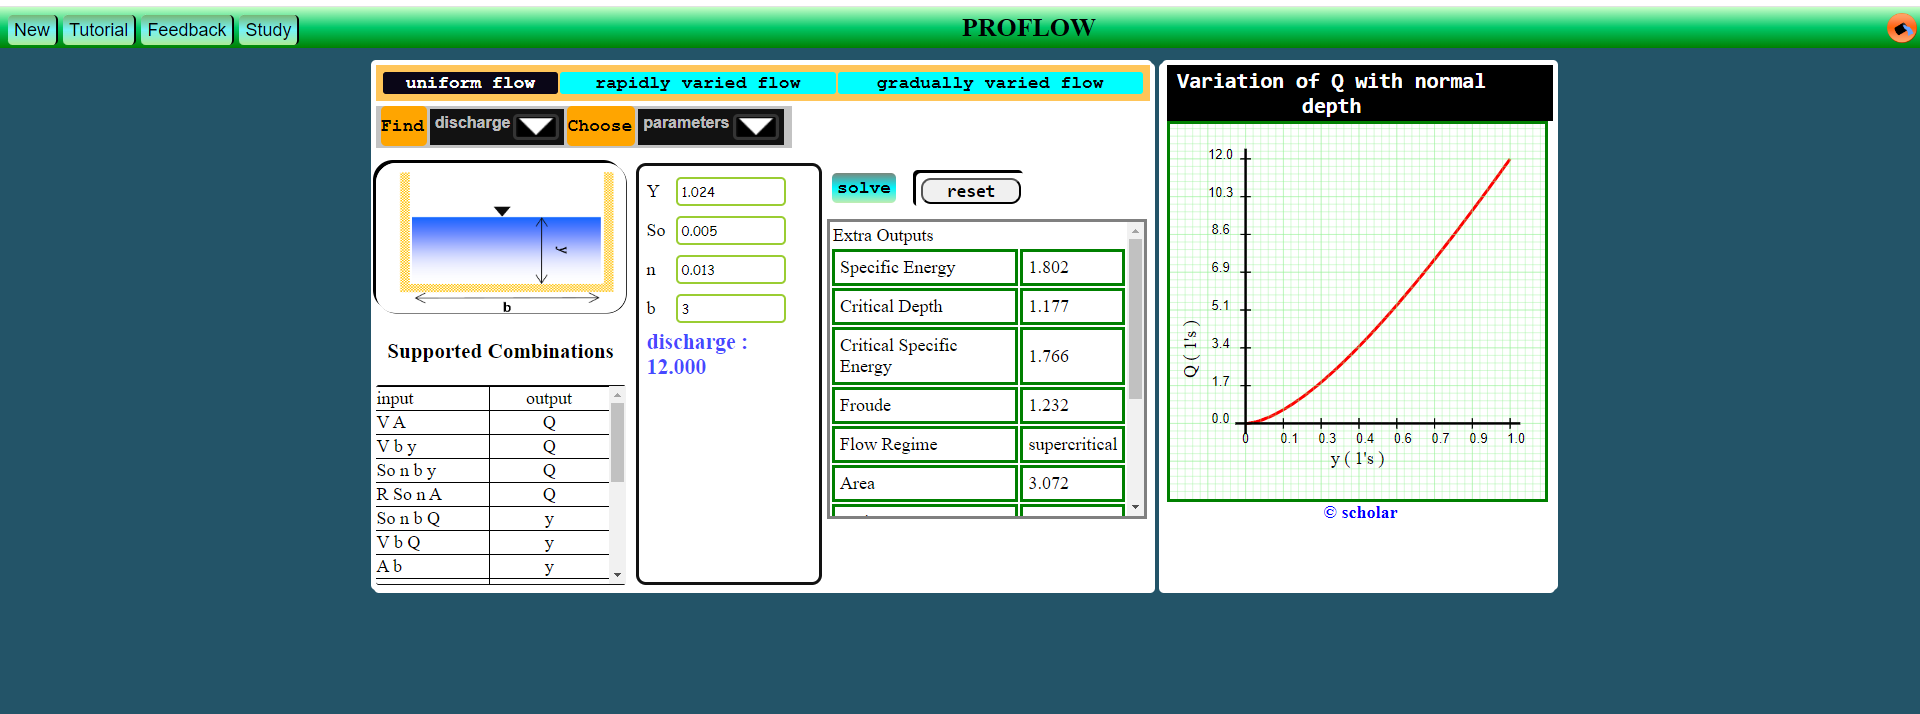 New Tutorial Feedback Study
PROFLOW
uniform flow rapidly varied flow gradually varied flow
Find discharge Choose parameters
y
b
Supported Combinations
input output
V A Q
V b y Q
So n b y Q
R So n A Q
So n b Q y
V b Q y
A b y
Y 1.024
So 0.005
n 0.013
b 3
discharge :
12.000
solve reset
Extra Outputs
Specific Energy 1.802
Critical Depth 1.177
Critical Specific
Energy
1.766
Froude 1.232
Flow Regime supercritical
Area 3.072
Variation of Q with normal
depth
12.0
10.3
8.6
6.9
5.1
3.4
1.7
0.0
Q ( 1's )
0 0.1 0.3 0.4 0.6 0.7 0.9 1.0
y ( 1's )
© scholar